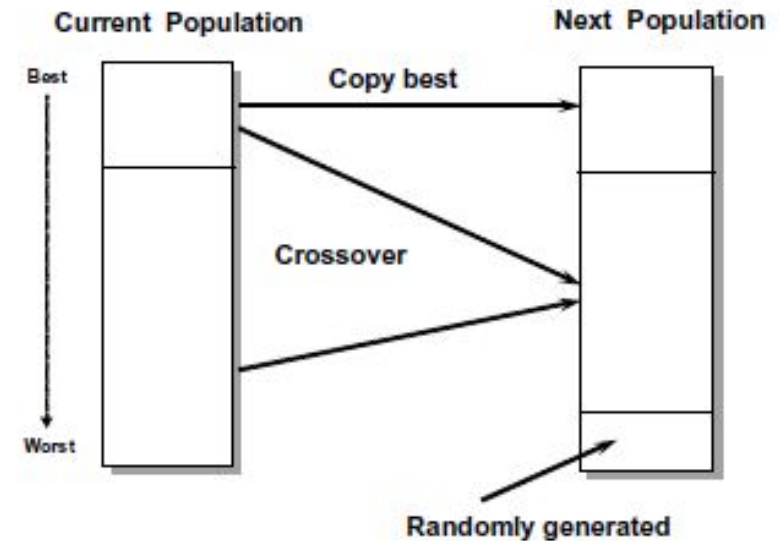 Current Population
Next Population
Best
Copy best
Crossover
Worst
Randomly generated